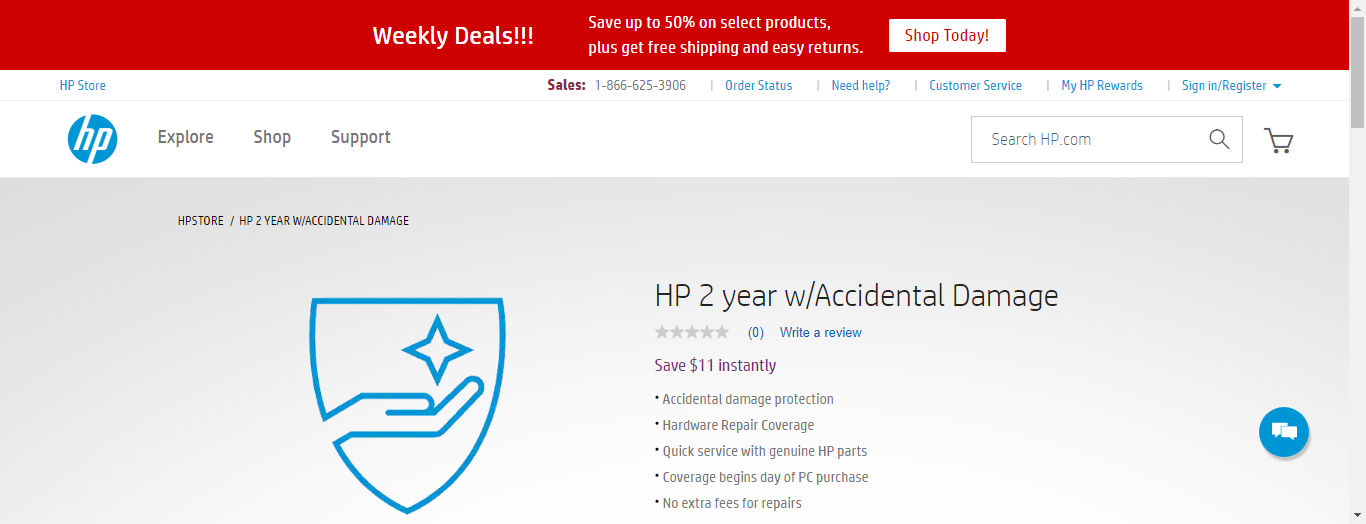 Weekly Deals!!!
Save up to 50% on select products,
plus get free shipping and easy returns.
Shop Today!
HP Store
Sales: 1-866-625-3906 | Order Status | Need help? | Customer Service | My HP Rewards | Sign in/Register
hp
Explore Shop Support
Search HP.com
HPSTORE / HP 2 YEAR W/ACCIDENTAL DAMAGE
HP 2 year w/Accidental Damage
(0) Write a review
Save $11 instantly
• Accidental damage protection
• Hardware Repair Coverage
• Quick service with genuine HP parts
• Coverage begins day of PC purchase
• No extra fees for repairs